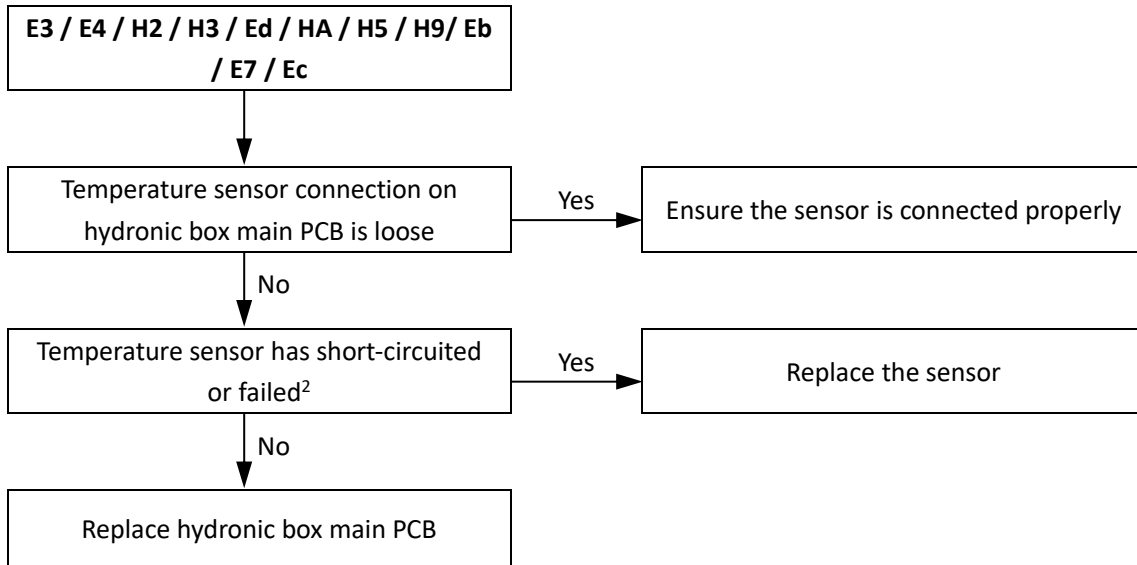 E3 / E4 / H2 / H3 / Ed / HA / H5 / H9/ Eb
/ E7 / Ec
Temperature sensor connection on
hydronic box main PCB is loose
Yes
Ensure the sensor is connected properly
No
Temperature sensor has short-circuited
or failed²
Yes
Replace the sensor
No
Replace hydronic box main PCB